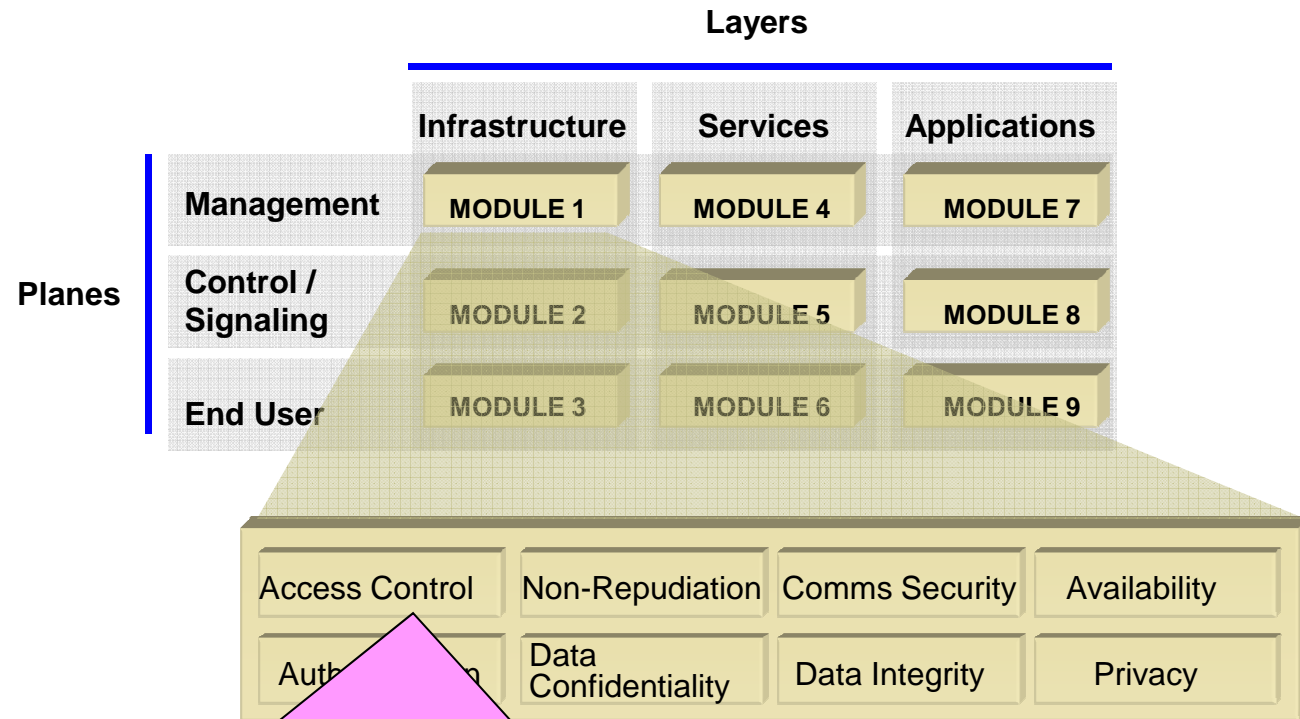 Layers
Infrastructure Services Applications
Management MODULE 1 MODULE 4 MODULE 7
Planes
Control /
Signaling
MODULE 2 MODULE 5 MODULE 8
End User MODULE 3 MODULE 6 MODULE 9
Access Control Non-Repudiation Comms Security Availability
Data
Confidentiality
Data Integrity Privacy